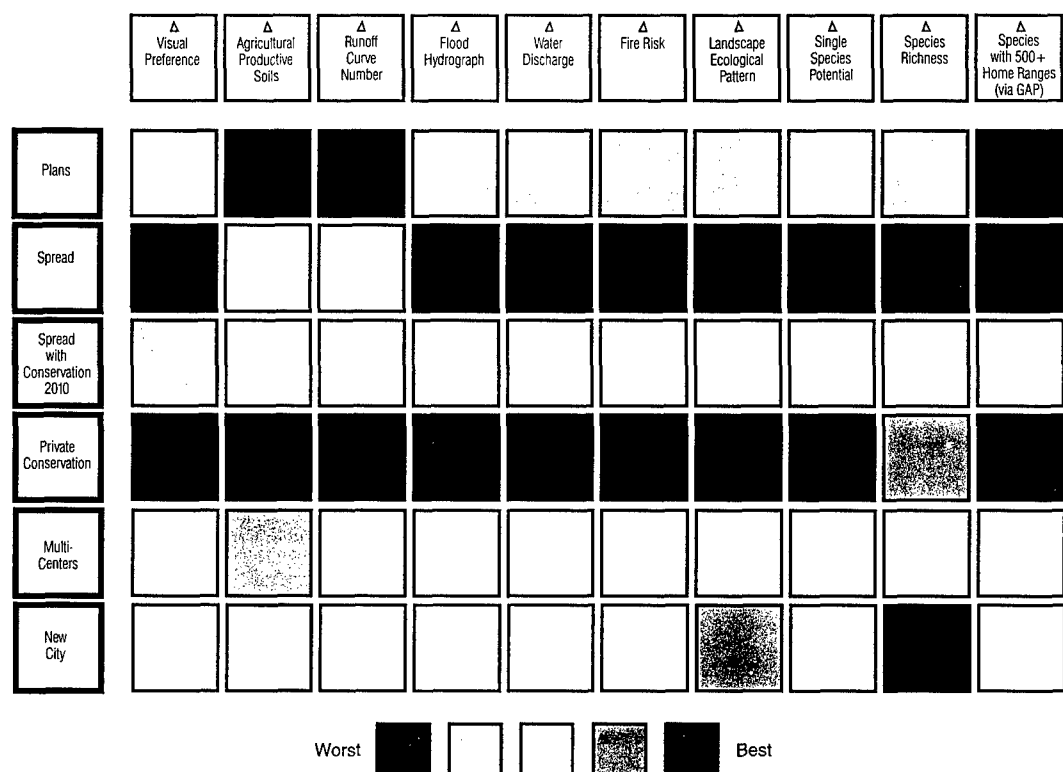 Δ
Visual
Preference
Δ
Agricultural
Productive
Soils
Δ
Runoff
Curve
Number
Δ
Flood
Hydrograph
Δ
Water
Discharge
Δ
Fire Risk
Δ
Landscape
Ecological
Pattern
Δ
Single
Species
Potential
Δ
Species
Richness
Δ
Species
with 500+
Home Ranges
(via GAP)
Plans
Spread
Spread
with
Conservation
2010
Private
Conservation
Multi-
Centers
New
City
Worst
Best